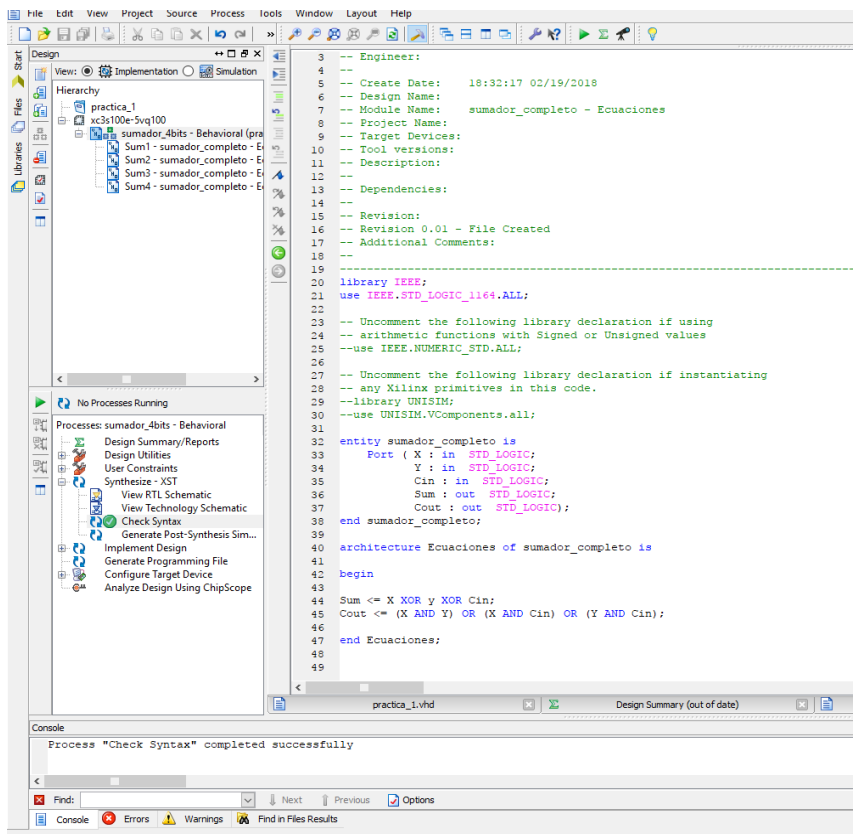 File Edit View Project Source Process Tools Window Layout Help
»
Start
Files
Libraries
Design
View: Implementation Simulation
Hierarchy
practica_1
xc3s100e-5vq100
sumador_4bits - Behavioral (pra
Sum1 - sumador_completo - E
Sum2 - sumador_completo - E
Sum3 - sumador_completo - E
Sum4 - sumador_completo - E
No Processes Running
Processes: sumador_4bits - Behavioral
Design Summary/Reports
Design Utilities
User Constraints
Synthesize - XST
View RTL Schematic
View Technology Schematic
Check Syntax
Generate Post-Synthesis Sim...
Implement Design
Generate Programming File
Configure Target Device
Analyze Design Using ChipScope
3 -- Engineer:
4 --
5 -- Create Date: 18:32:17 02/19/2018
6 -- Design Name:
7 -- Module Name: sumador_completo - Ecuaciones
8 -- Project Name:
9 -- Target Devices:
10 -- Tool versions:
11 -- Description:
12 --
13 -- Dependencies:
14 --
15 -- Revision:
16 -- Revision 0.01 - File Created
17 -- Additional Comments:
18 --
19 ----------------------------------------------------------------------------------
20 library IEEE;
21 use IEEE.STD_LOGIC_1164.ALL;
22
23 -- Uncomment the following library declaration if using
24 -- arithmetic functions with Signed or Unsigned values
25 --use IEEE.NUMERIC_STD.ALL;
26
27 -- Uncomment the following library declaration if instantiating
28 -- any Xilinx primitives in this code.
29 --library UNISIM;
30 --use UNISIM.VComponents.all;
31
32 entity sumador_completo is
33 Port ( X : in STD_LOGIC;
34 Y : in STD_LOGIC;
35 Cin : in STD_LOGIC;
36 Sum : out STD_LOGIC;
37 Cout : out STD_LOGIC);
38 end sumador_completo;
39
40 architecture Ecuaciones of sumador_completo is
41
42 begin
43
44 Sum <= X XOR y XOR Cin;
45 Cout <= (X AND Y) OR (X AND Cin) OR (Y AND Cin);
46
47 end Ecuaciones;
48
49
practica_1.vhd Design Summary (out of date)
Console
Process "Check Syntax" completed successfully
Find: Next Previous Options
Console Errors Warnings Find in Files Results